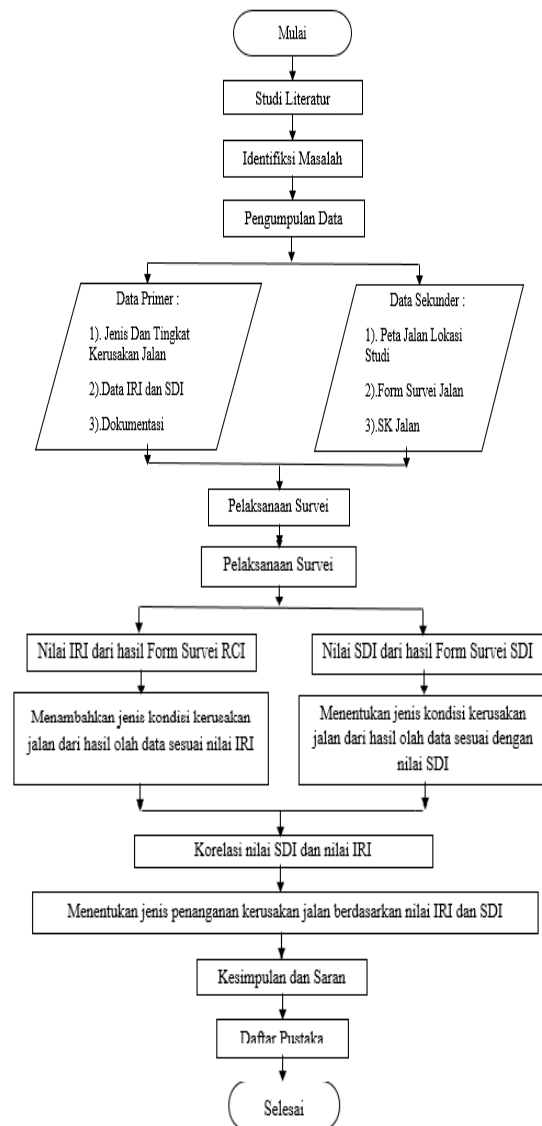 Mulai
Studi Literatur
Identifiksi Masalah
Pengumpulan Data
Data Primer :
1). Jenis Dan Tingkat
Kerusakan Jalan
2).Data IRI dan SDI
3).Dokumentasi
Data Sekunder :
1). Peta Jalan Lokasi
Studi
2).Form Survei Jalan
3).SK Jalan
Pelaksanaan Survei
Pelaksanaan Survei
Nilai IRI dari hasil Form Survei RCI
Nilai SDI dari hasil Form Survei SDI
Menambahkan jenis kondisi kerusakan
jalan dari hasil olah data sesuai nilai IRI
Menentukan jenis kondisi kerusakan
jalan dari hasil olah data sesuai dengan
nilai SDI
Korelasi nilai SDI dan nilai IRI
Menentukan jenis penanganan kerusakan jalan berdasarkan nilai IRI dan SDI
Kesimpulan dan Saran
Daftar Pustaka
Selesai